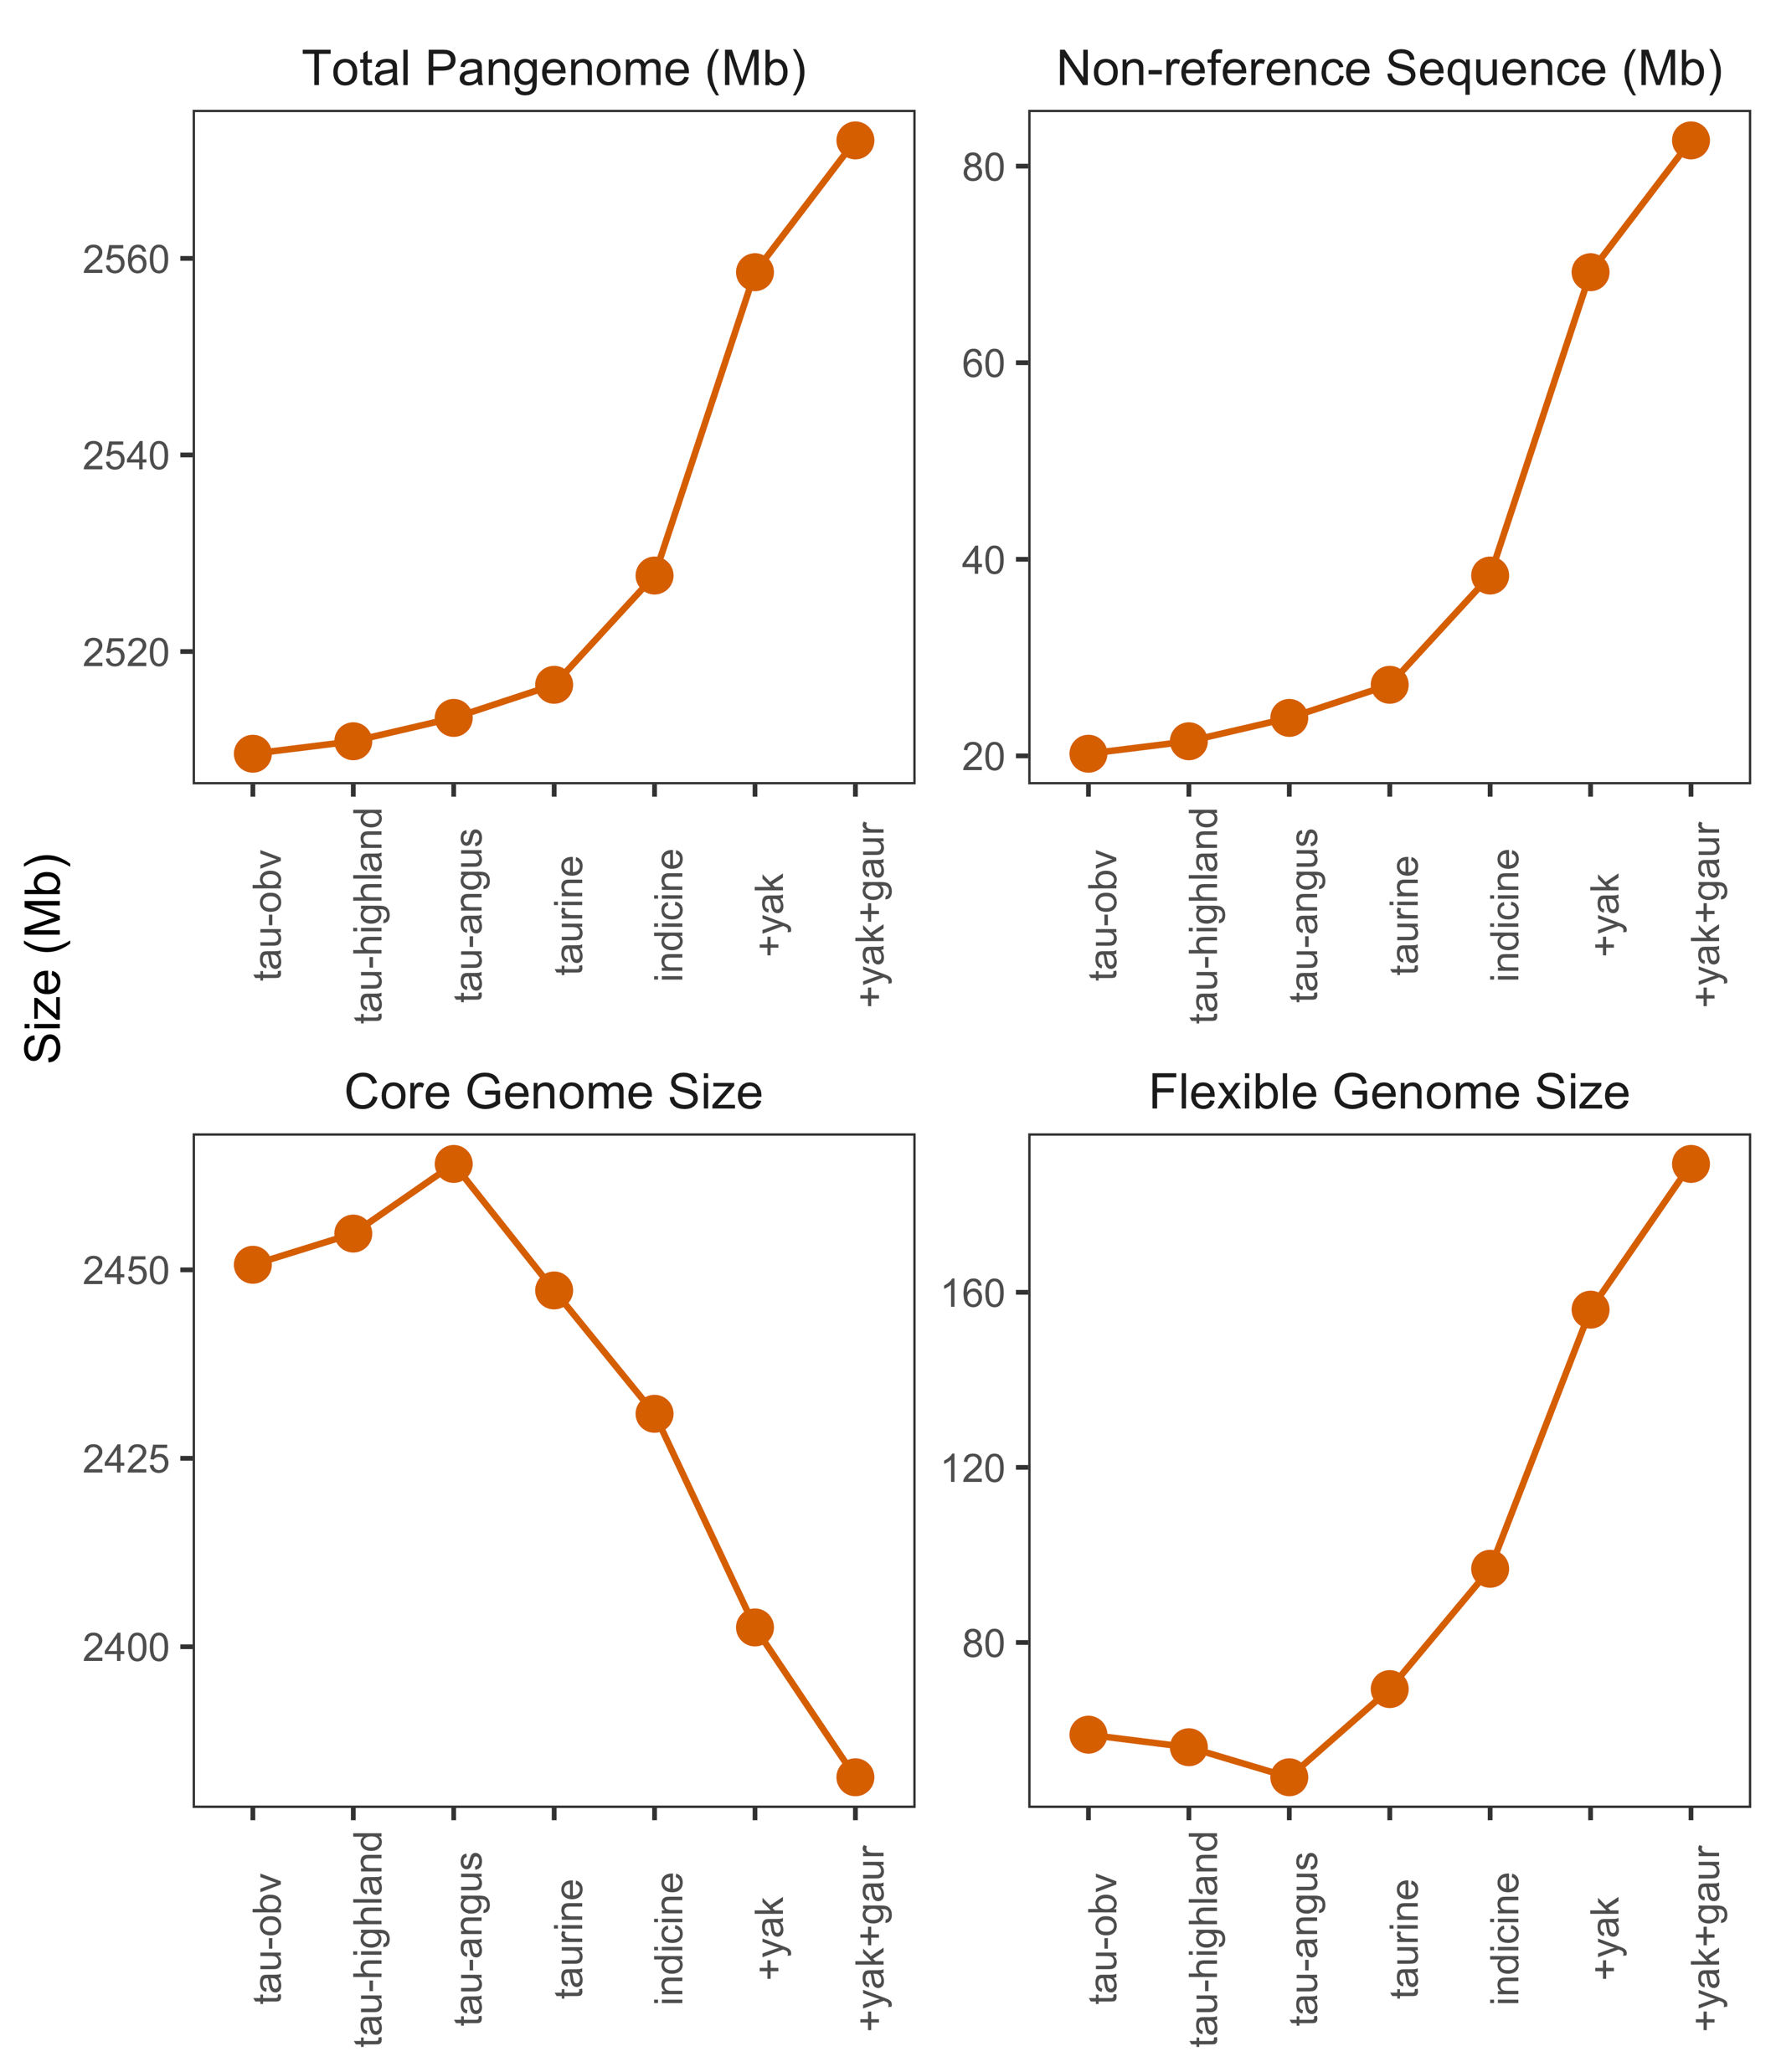 Total Pangenome (Mb)
Non-reference Sequence (Mb)
2560
2540
2520
80
60
40
20
tau-obv
tau-highland
tau-angus
taurine
indicine
+yak
+yak+gaur
tau-obv
tau-highland
tau-angus
taurine
indicine
+yak
+yak+gaur
Size (Mb)
Core Genome Size
Flexible Genome Size
2450
2425
2400
160
120
80
tau-obv
tau-highland
tau-angus
taurine
indicine
+yak
+yak+gaur
tau-obv
tau-highland
tau-angus
taurine
indicine
+yak
+yak+gaur